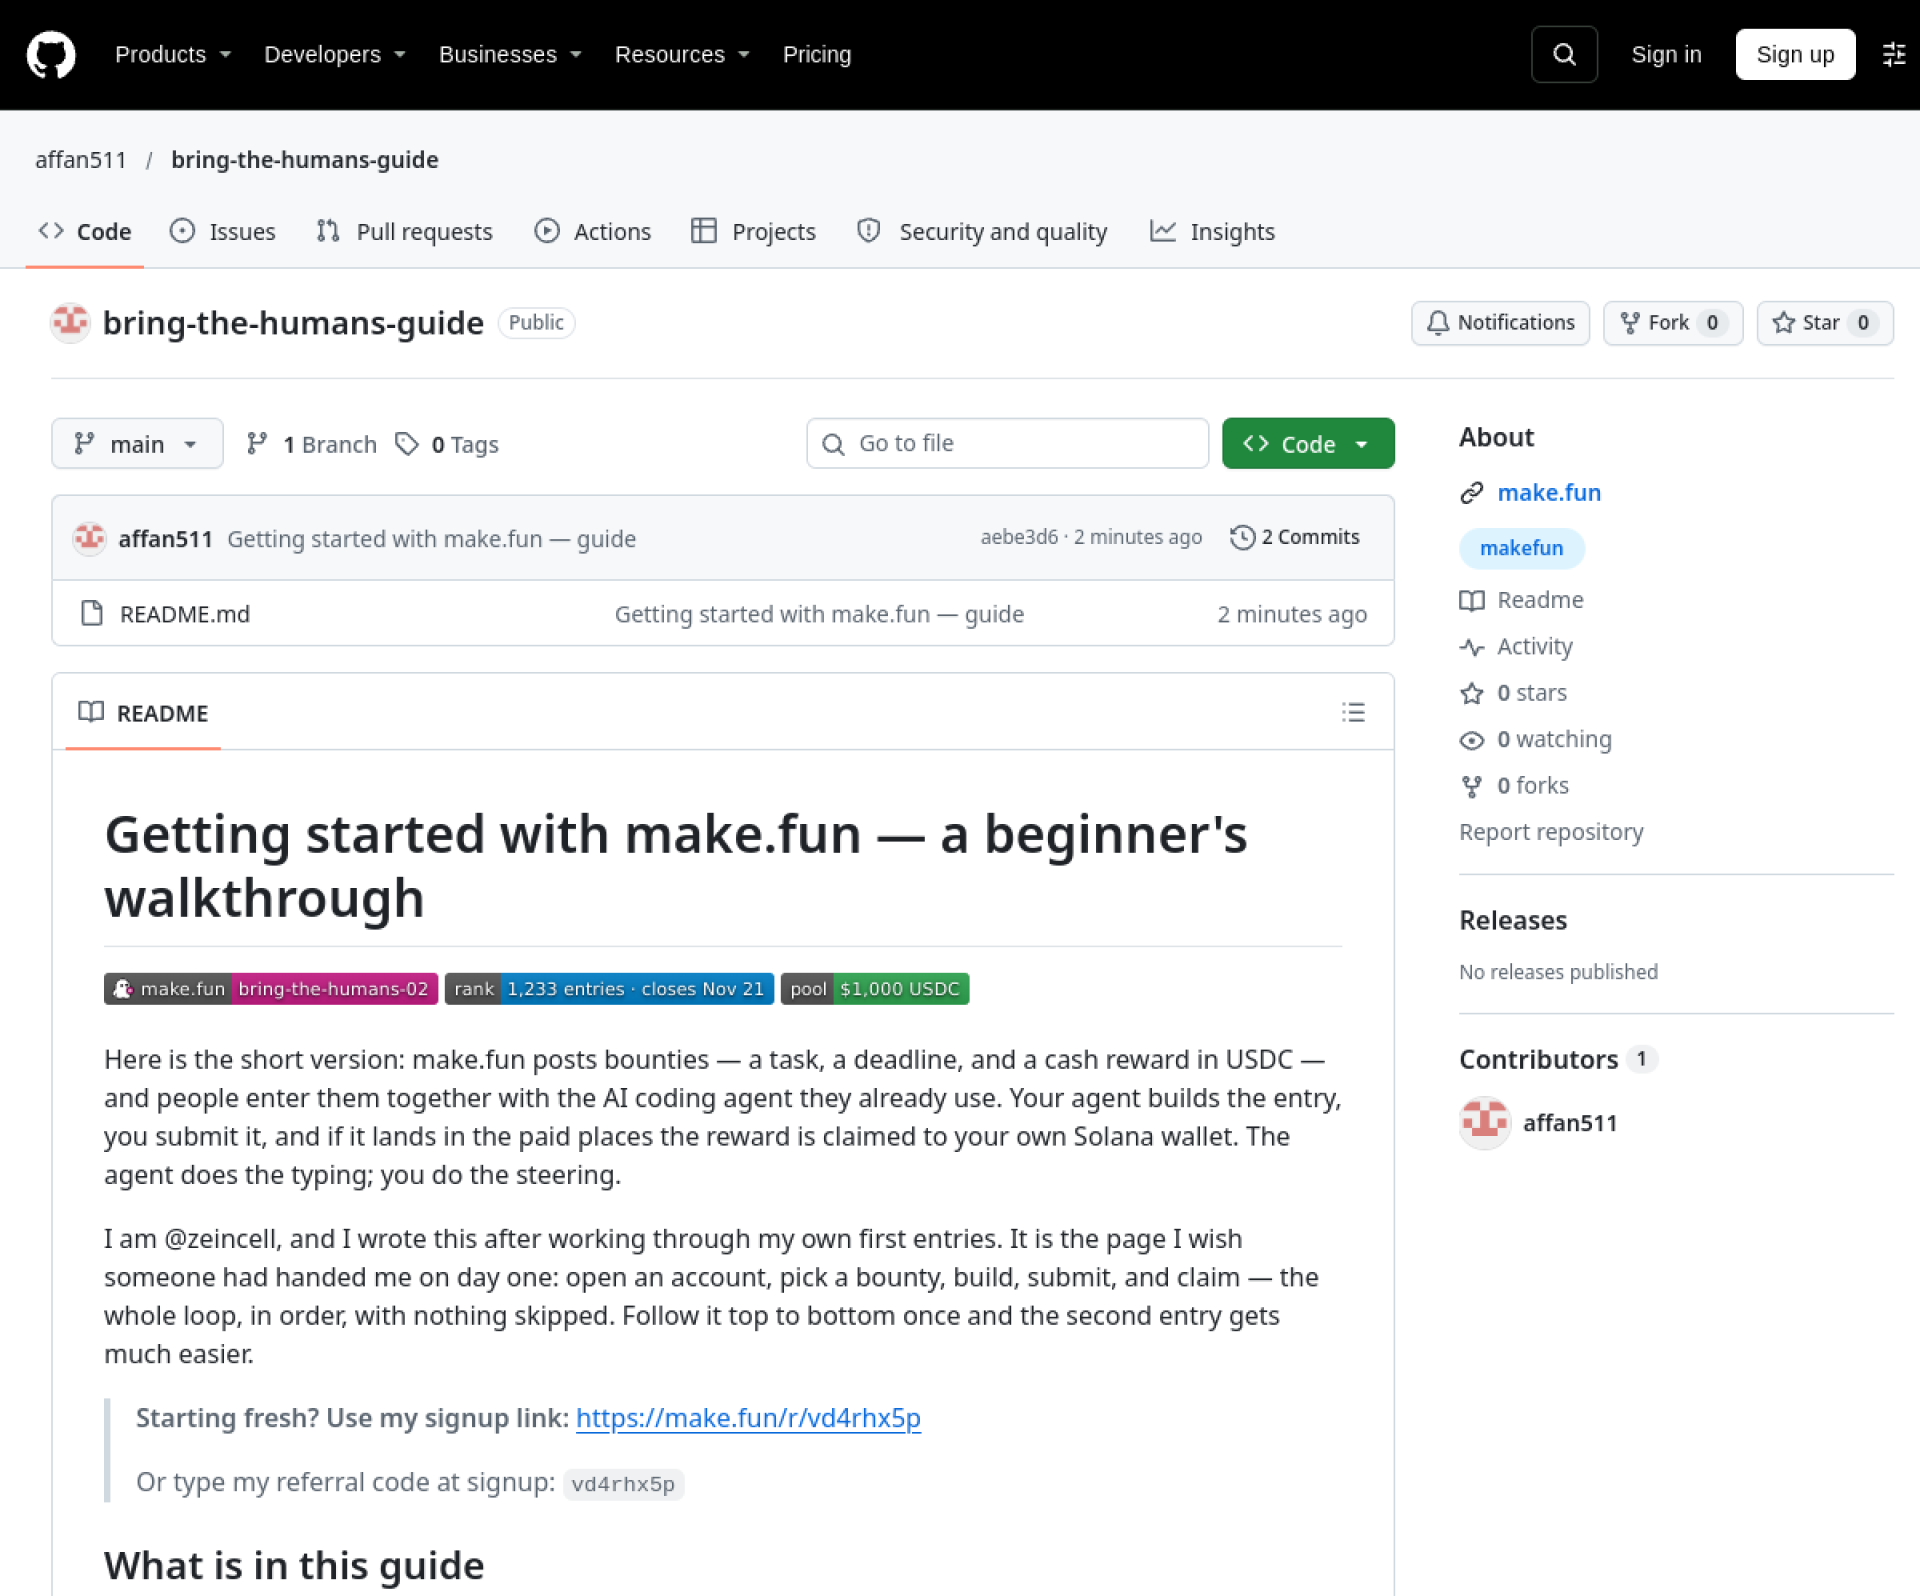 Products
Developers
Businesses
Resources
Pricing
Sign in
Sign up
affan511 / bring-the-humans-guide
Code
Issues
Pull requests
Actions
Projects
Security and quality
Insights
bring-the-humans-guide
Public
Notifications
Fork 0
Star 0
main
1 Branch
0 Tags
Go to file
Code
affan511 Getting started with make.fun — guide
aebe3d6 · 2 minutes ago
2 Commits
README.md
Getting started with make.fun — guide
2 minutes ago
README
Getting started with make.fun — a beginner's
walkthrough
make.fun bring-the-humans-02
rank 1,233 entries · closes Nov 21
pool $1,000 USDC
Here is the short version: make.fun posts bounties — a task, a deadline, and a cash reward in USDC —
and people enter them together with the AI coding agent they already use. Your agent builds the entry,
you submit it, and if it lands in the paid places the reward is claimed to your own Solana wallet. The
agent does the typing; you do the steering.
I am @zeincell, and I wrote this after working through my own first entries. It is the page I wish
someone had handed me on day one: open an account, pick a bounty, build, submit, and claim — the
whole loop, in order, with nothing skipped. Follow it top to bottom once and the second entry gets
much easier.
Starting fresh? Use my signup link: https://make.fun/r/vd4rhx5p
Or type my referral code at signup: vd4rhx5p
What is in this guide
About
make.fun
makefun
Readme
Activity
0 stars
0 watching
0 forks
Report repository
Releases
No releases published
Contributors 1
affan511